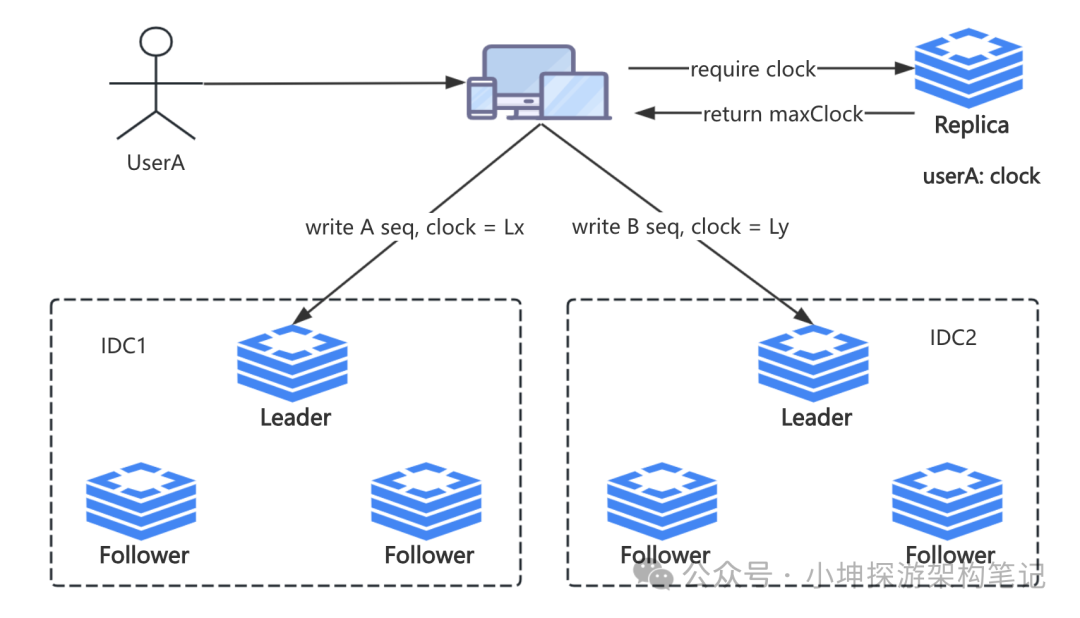 require clock
return maxClock
Replica
UserA
userA: clock
write A seq, clock = Lx
write B seq, clock = Ly
IDC1
IDC2
Leader
Leader
Follower
Follower
Follower
Follower
公众号 · 小坤探游架构笔记